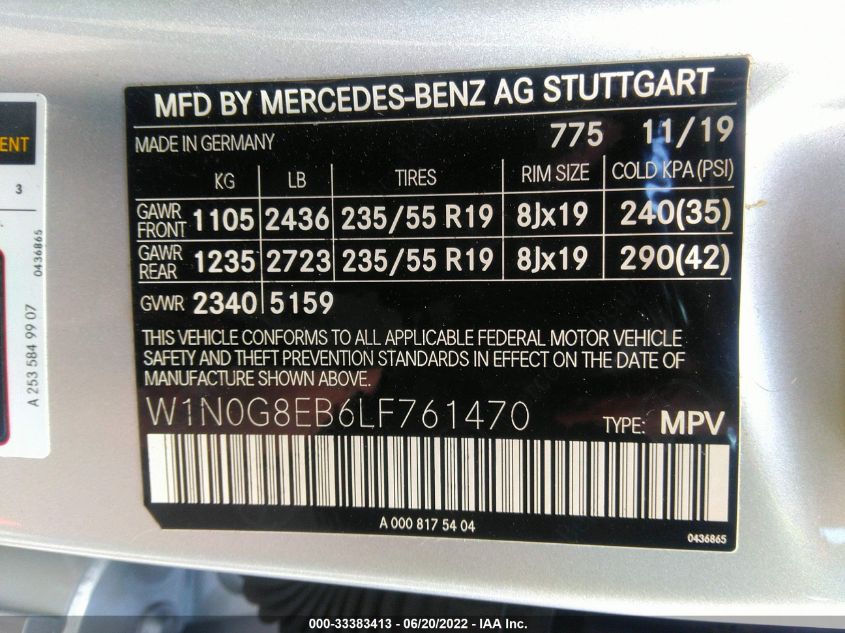 MFD BY MERCEDES-BENZ AG STUTTGART
MADE IN GERMANY 775 11/19
KG LB TIRES RIM SIZE COLD KPA (PSI)
GAWR FRONT 1105 2436 235/55 R19 8Jx19 240(35)
GAWR REAR 1235 2723 235/55 R19 8Jx19 290(42)
GVWR 2340 5159
THIS VEHICLE CONFORMS TO ALL APPLICABLE FEDERAL MOTOR VEHICLE
SAFETY AND THEFT PREVENTION STANDARDS IN EFFECT ON THE DATE OF
MANUFACTURE SHOWN ABOVE.
W1N0G8EB6LF761470 TYPE: MPV
A 000 817 54 04
0436865
3
0436865
A 253 584 99 07
000-33383413 - 06/20/2022 - IAA Inc.